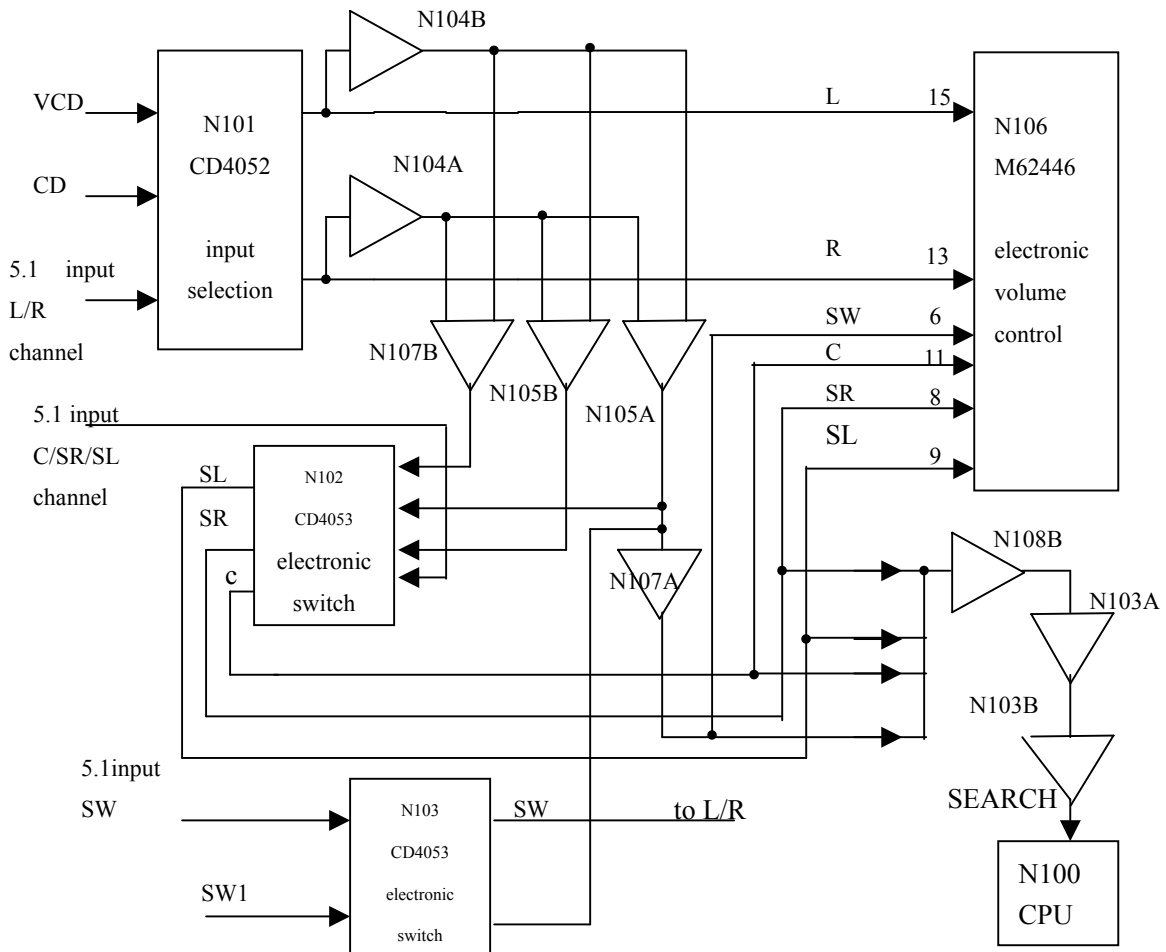 N104B
VCD
N101
CD4052
input
selection
L
15
N106
M62446
electronic
volume
control
CD
N104A
5.1 input
L/R
channel
R
13
SW
6
C
11
SR
8
SL
9
N107B
N105B
N105A
5.1 input
C/SR/SL
channel
SL
SR
c
N102
CD4053
electronic
switch
N107A
N108B
N103A
N103B
SEARCH
N100
CPU
5.1input
SW
SW1
N103
CD4053
electronic
switch
SW
to L/R